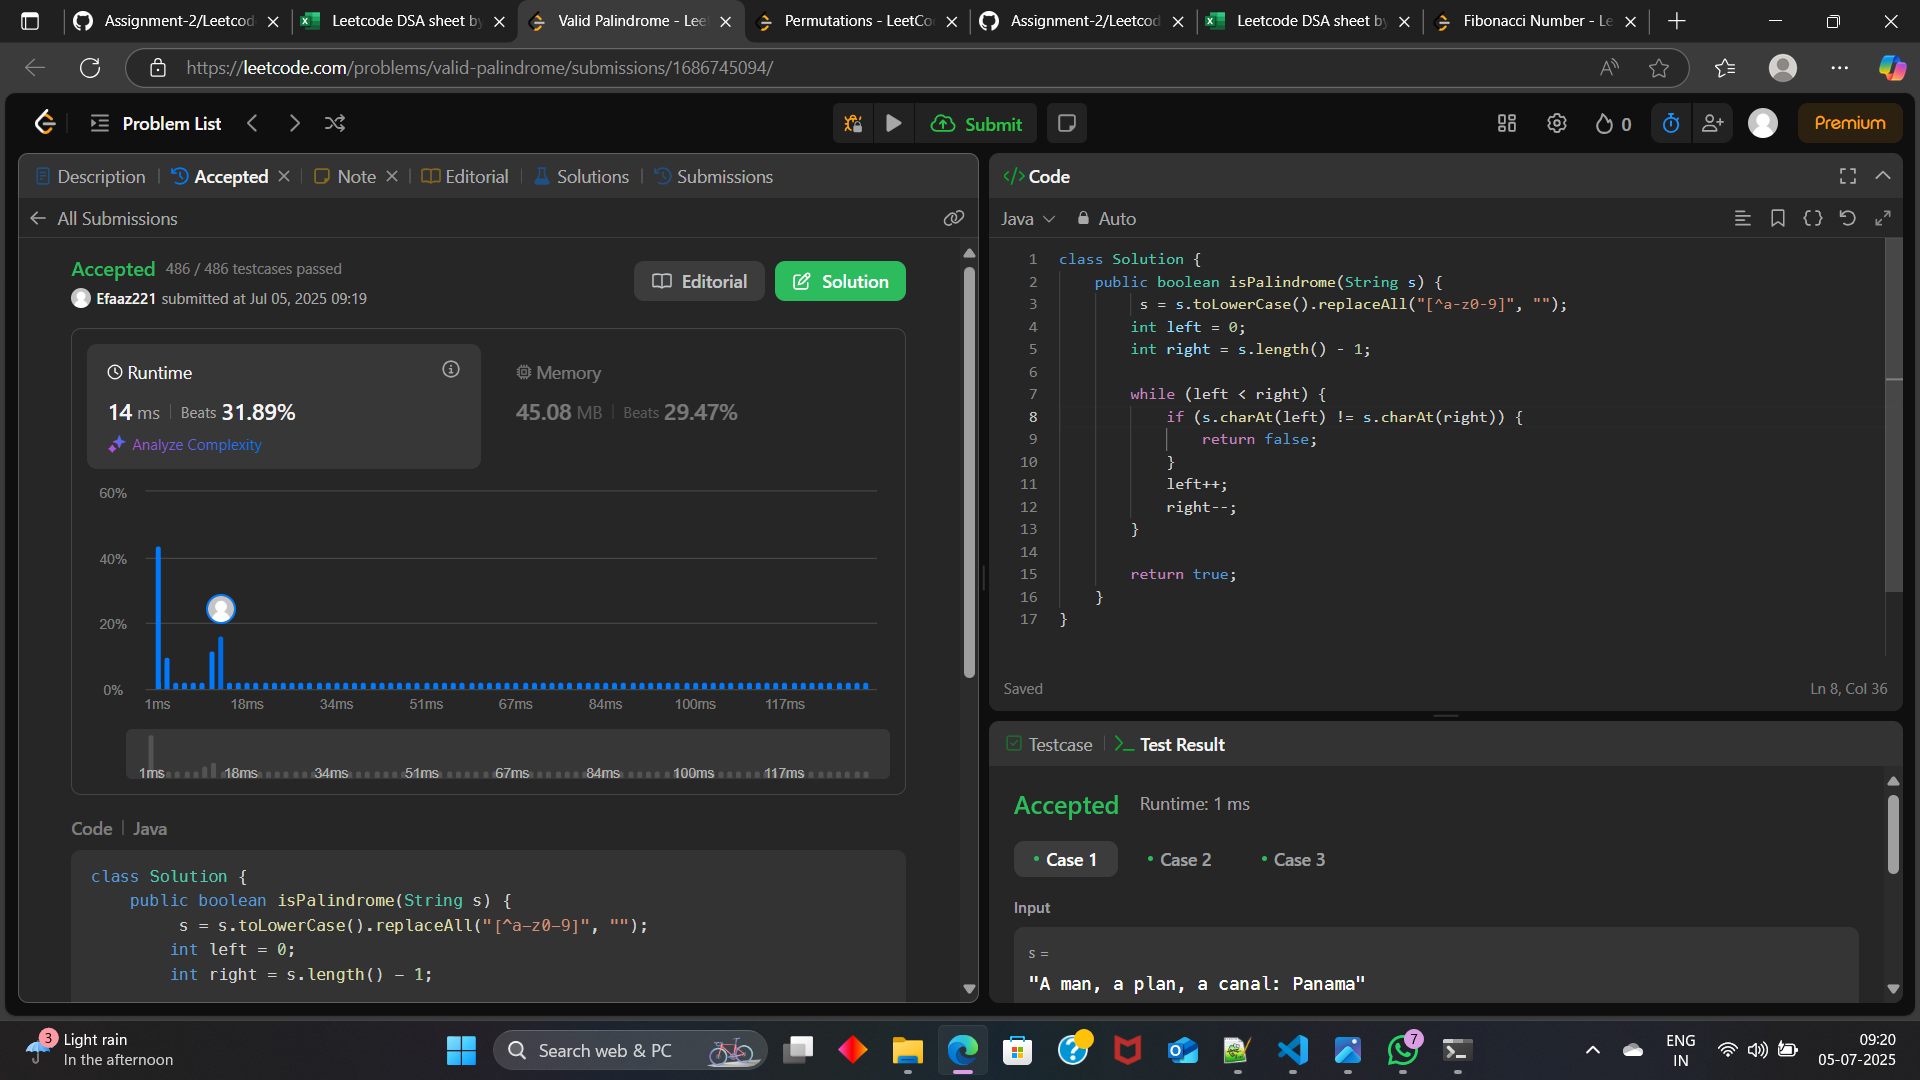 Assignment-2/Leetcod
Leetcode DSA sheet by
Valid Palindrome - Lee
Permutations - LeetCo
Assignment-2/Leetcod
Leetcode DSA sheet by
Fibonacci Number - Le
https://leetcode.com/problems/valid-palindrome/submissions/1686745094/
Problem List
Submit
0
Premium
Description
Accepted
Note
Editorial
Solutions
Submissions
All Submissions
Accepted 486 / 486 testcases passed
Efaaz221 submitted at Jul 05, 2025 09:19
Editorial
Solution
Runtime
14 ms
Beats 31.89%
Analyze Complexity
Memory
45.08 MB
Beats 29.47%
60%
40%
20%
0%
1ms 18ms 34ms 51ms 67ms 84ms 100ms 117ms
1ms 18ms 34ms 51ms 67ms 84ms 100ms 117ms
Code | Java
class Solution {
public boolean isPalindrome(String s) {
s = s.toLowerCase().replaceAll("[^a-z0-9]", "");
int left = 0;
int right = s.length() - 1;
</> Code
Java
Auto
1 class Solution {
2 public boolean isPalindrome(String s) {
3 s = s.toLowerCase().replaceAll("[^a-z0-9]", "");
4 int left = 0;
5 int right = s.length() - 1;
6
7 while (left < right) {
8 if (s.charAt(left) != s.charAt(right)) {
9 return false;
10 }
11 left++;
12 right--;
13 }
14
15 return true;
16 }
17 }
Saved
Ln 8, Col 36
Testcase
Test Result
Accepted Runtime: 1 ms
Case 1
Case 2
Case 3
Input
s =
"A man, a plan, a canal: Panama"
3
Light rain
In the afternoon
Search web & PC
7
ENG
IN
09:20
05-07-2025